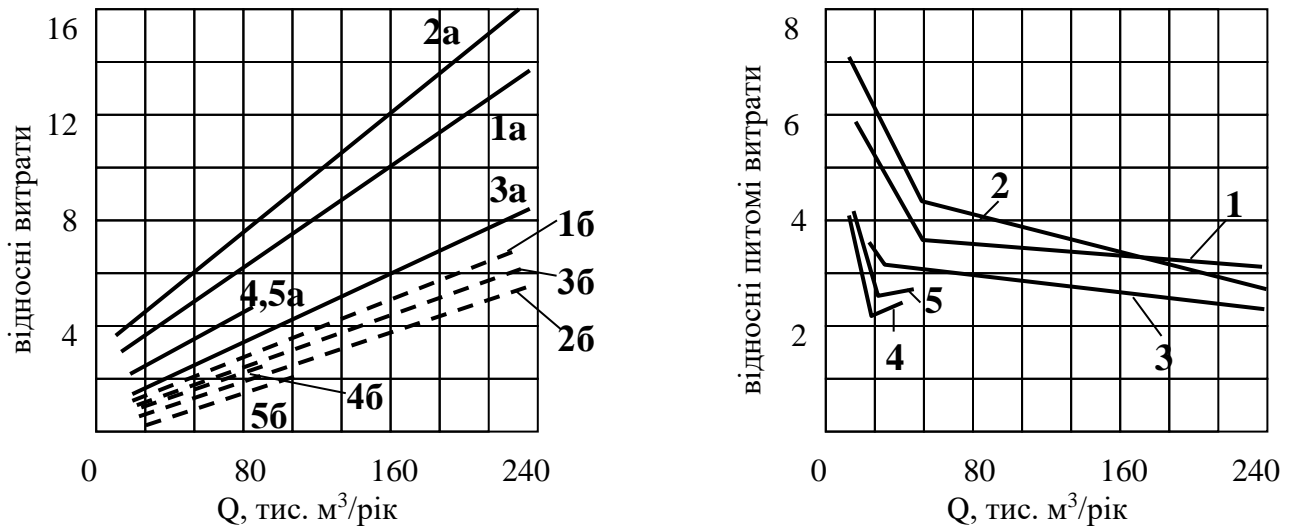 відносні витрати
16
12
8
4
2а
1а
3а
4,5а
1б
3б
2б
4б
5б
0
80
160
240
Q, тис. м³/рік
відносні питомі витрати
8
6
4
2
2
1
5
4
3
0
80
160
240
Q, тис. м³/рік